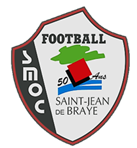 FOOTBALL
SMOC
50 Ans
SAINT-JEAN
DE BRAYE